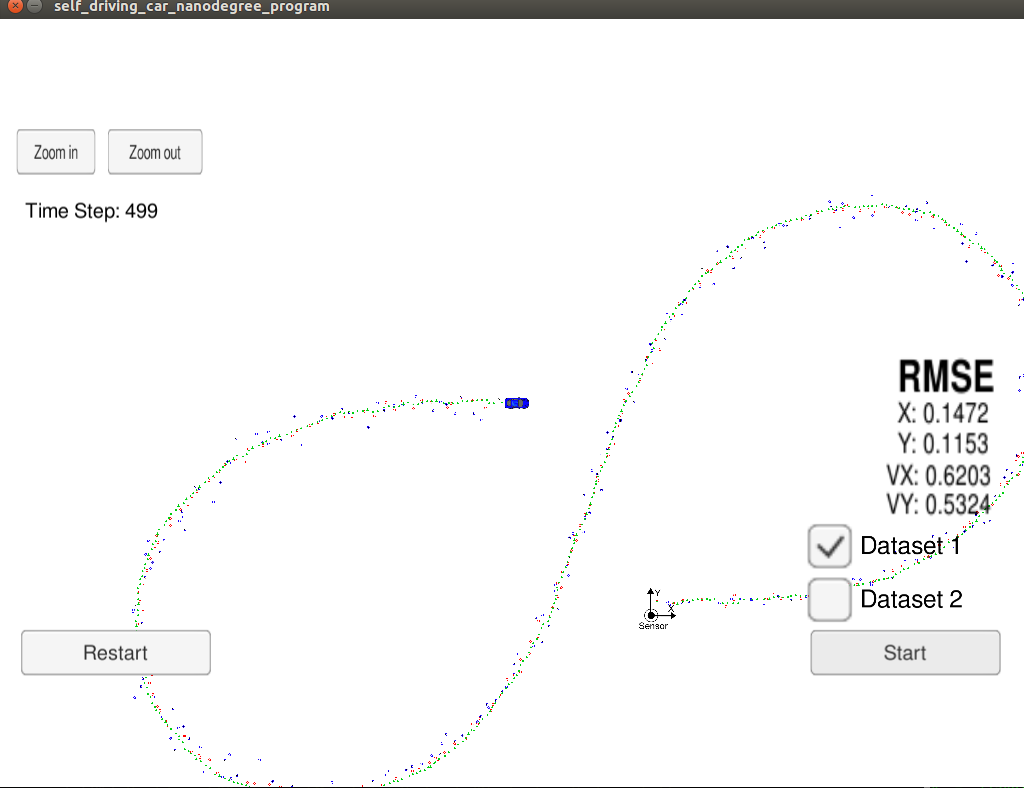 self_driving_car_nanodegree_program
Zoom in
Zoom out
Time Step: 499
RMSE
X: 0.1472
Y: 0.1153
VX: 0.6203
VY: 0.5324
Dataset 1
Dataset 2
Y
X
Sensor
Restart
Start